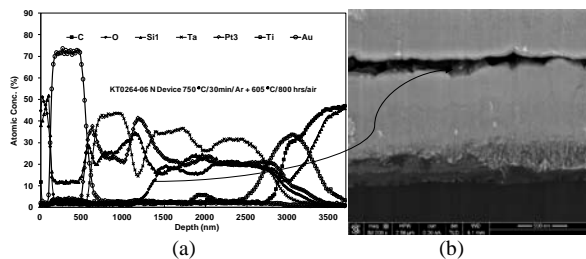 (a)
C O Si1 Ta Pt3 Ti Au
KT0264-06 N Device 750 °C/30min/ Ar + 605 °C/800 hrs/air
Atomic Conc. (%)
90
80
70
60
50
40
30
20
10
0
0 500 1000 1500 2000 2500 3000 3500
Depth (nm)
(a)
(b)